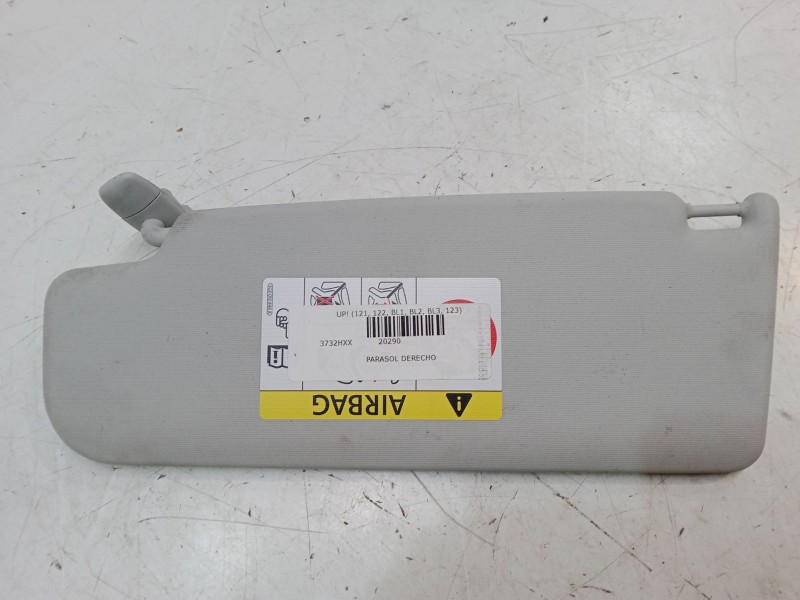 UP! (121, 122, BL1, BL2, BL3, 123)
3732HXX 20290
PARASOL DERECHO
AIRBAG